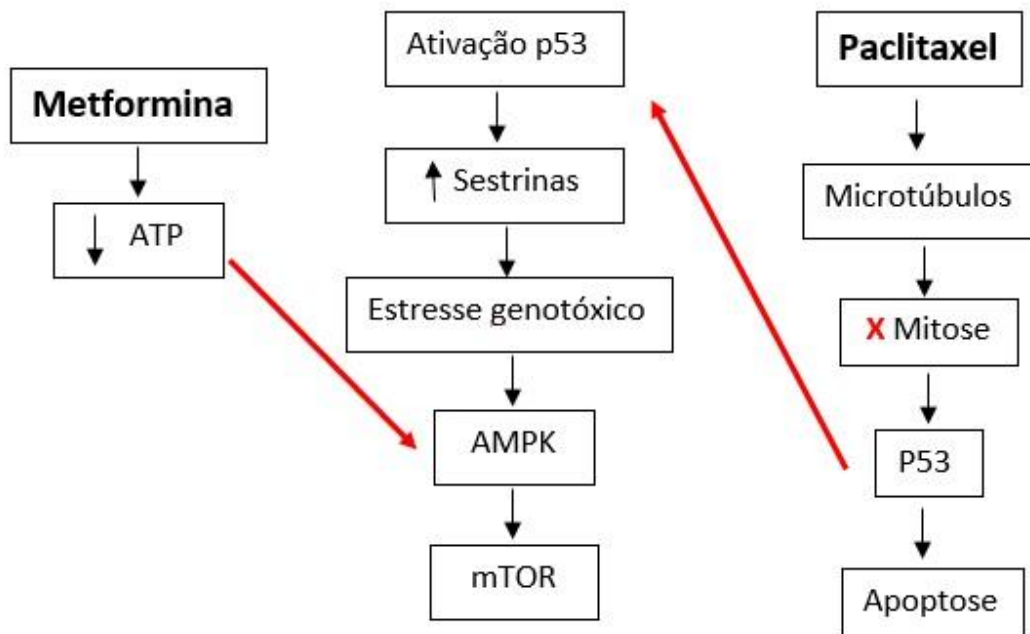 Metformina
↓ ATP
Ativação p53
↑ Sestrinas
Estresse genotóxico
AMPK
mTOR
Paclitaxel
Microtúbulos
X Mitose
P53
Apoptose